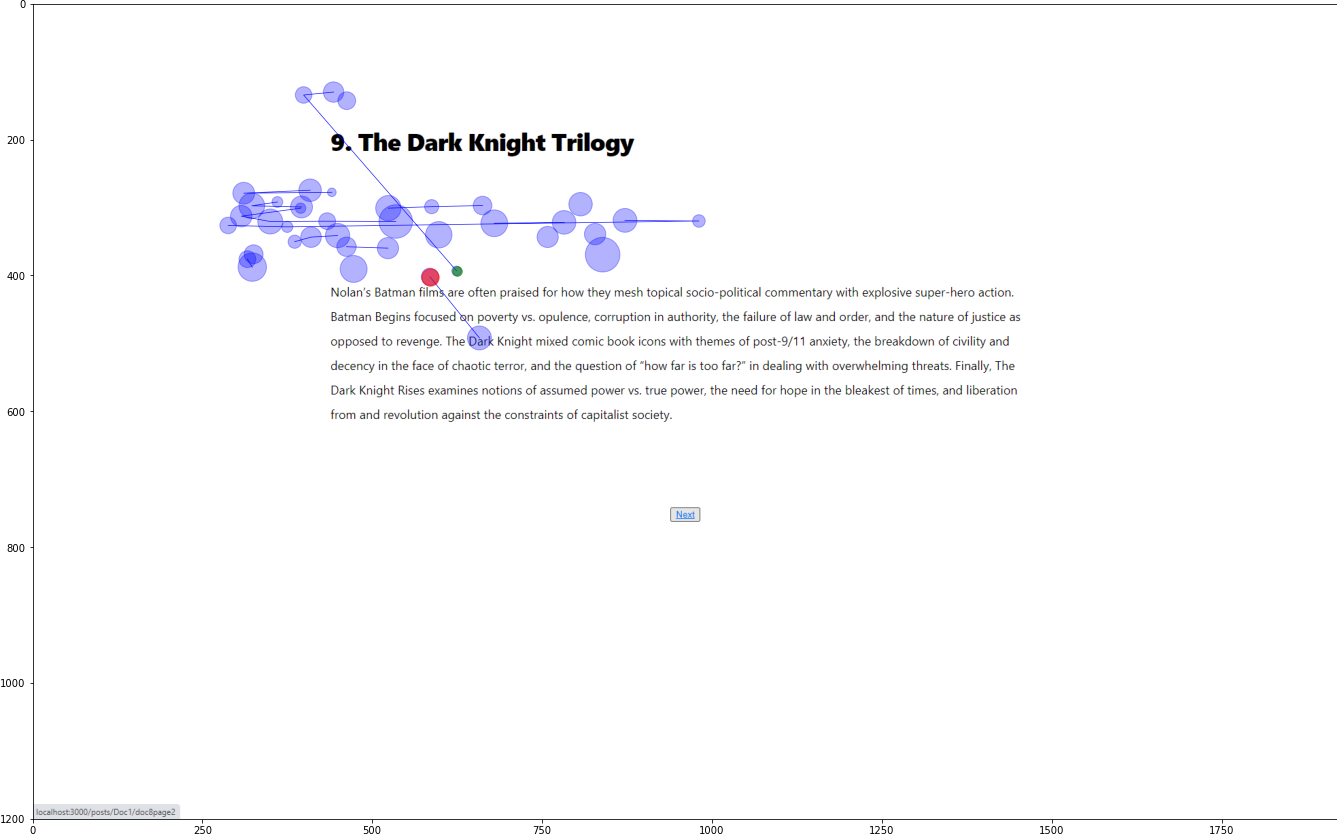 0
200
9. The Dark Knight Trilogy
400
Nolan's Batman films are often praised for how they mesh topical socio-political commentary with explosive super-hero action.
Batman Begins focused on poverty vs. opulence, corruption in authority, the failure of law and order, and the nature of justice as
opposed to revenge. The Dark Knight mixed comic book icons with themes of post-9/11 anxiety, the breakdown of civility and
decency in the face of chaotic terror, and the question of “how far is too far?” in dealing with overwhelming threats. Finally, The
Dark Knight Rises examines notions of assumed power vs. true power, the need for hope in the bleakest of times, and liberation
600
from and revolution against the constraints of capitalist society.
Next
800
1000
localhost:3000/posts/Doc1/doc8page2
1200
0 250 500 750 1000 1250 1500 1750